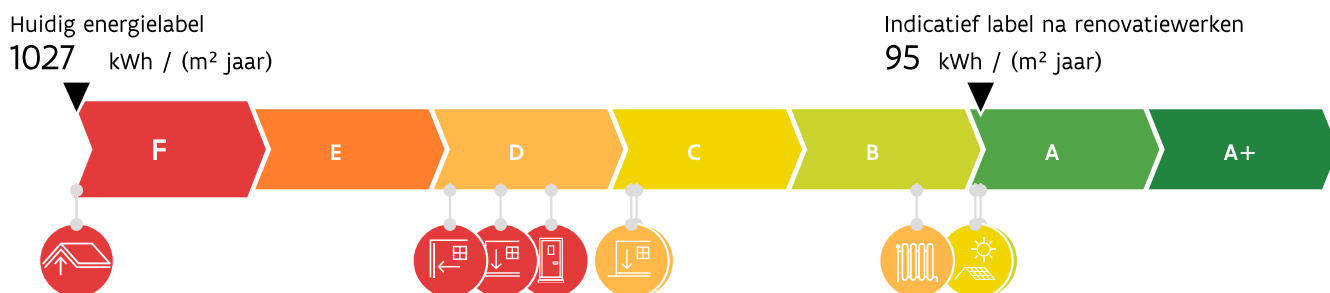 Huidig energielabel
1027 kWh / (m² jaar)
Indicatief label na renovatiewerken
95 kWh / (m² jaar)
F E D C B A A+